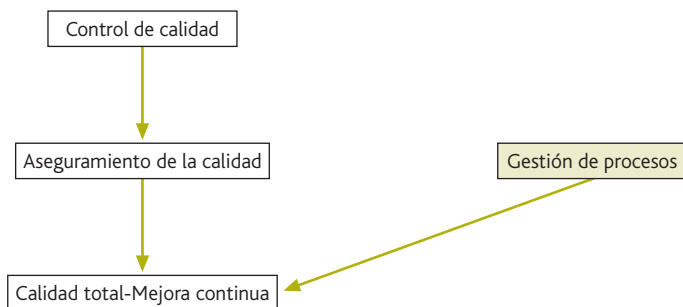 Control de calidad
Aseguramiento de la calidad
Gestión de procesos
Calidad total-Mejora continua